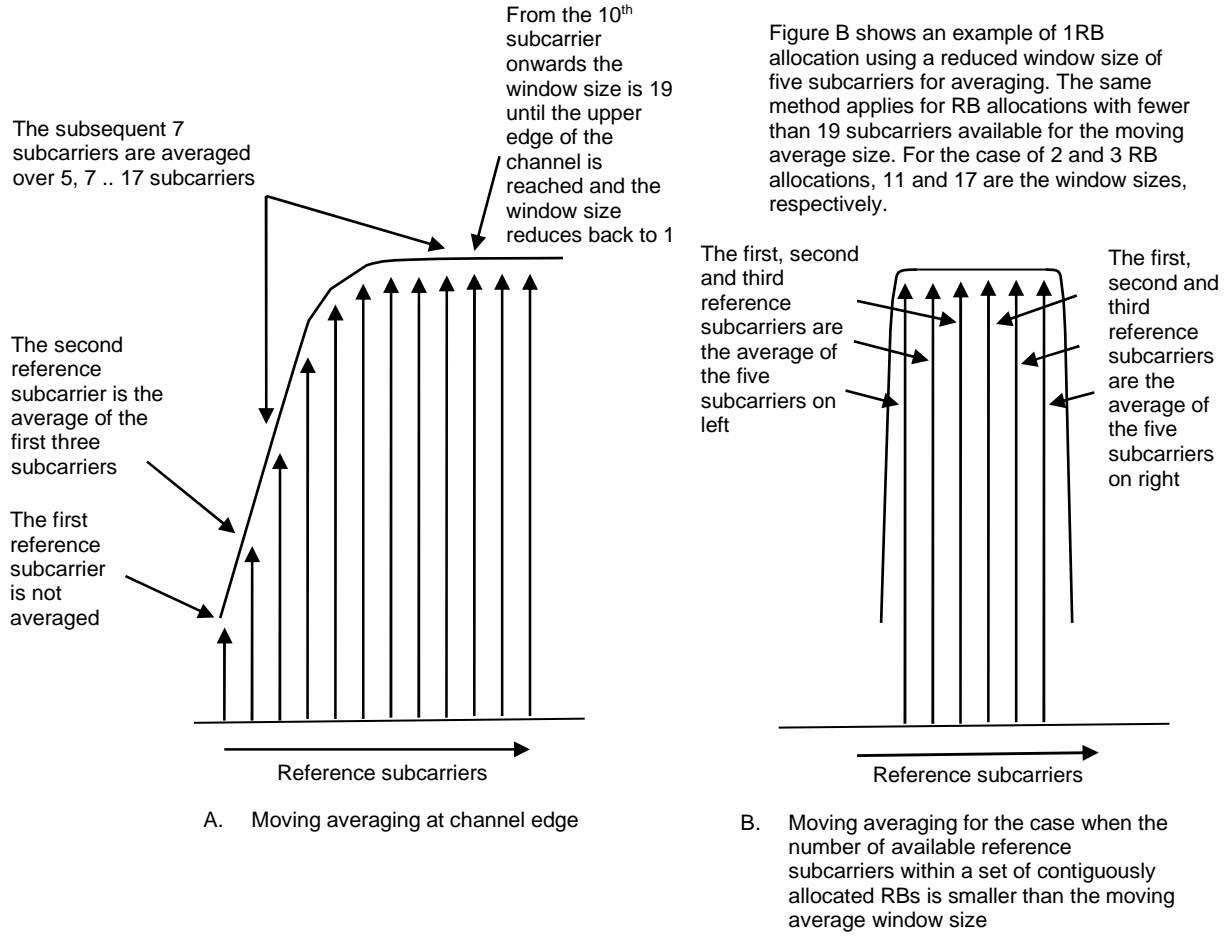 From the 10th
subcarrier
onwards the
window size is 19
until the upper
edge of the
channel is
reached and the
window size
reduces back to 1
The subsequent 7
subcarriers are averaged
over 5, 7 .. 17 subcarriers
The second
reference
subcarrier is the
average of the
first three
subcarriers
The first
reference
subcarrier
is not
averaged
Reference subcarriers
A. Moving averaging at channel edge
Figure B shows an example of 1RB
allocation using a reduced window size of
five subcarriers for averaging. The same
method applies for RB allocations with fewer
than 19 subcarriers available for the moving
average size. For the case of 2 and 3 RB
allocations, 11 and 17 are the window sizes,
respectively.
The first, second
and third
reference
subcarriers are
the average of
the five
subcarriers on
left
The first,
second and
third
reference
subcarriers
are the
average of
the five
subcarriers
on right
Reference subcarriers
B. Moving averaging for the case when the
number of available reference
subcarriers within a set of contiguously
allocated RBs is smaller than the moving
average window size